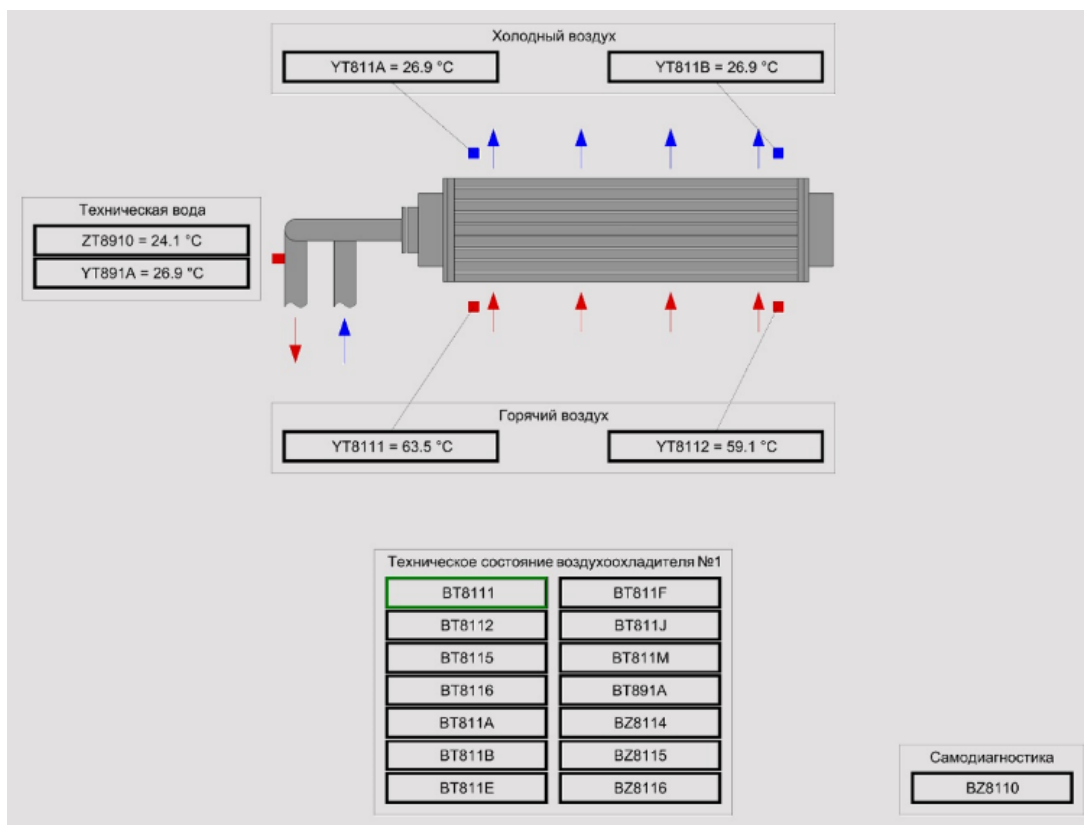 Холодный воздух
YT811A = 26.9 °C
YT811B = 26.9 °C
Техническая вода
ZT8910 = 24.1 °C
YT891A = 26.9 °C
Горячий воздух
YT8111 = 63.5 °C
YT8112 = 59.1 °C
Техническое состояние воздухоохладителя №1
BT8111
BT811F
BT8112
BT811J
BT8115
BT811M
BT8116
BT891A
BT811A
BZ8114
BT811B
BZ8115
BT811E
BZ8116
Самодиагностика
BZ8110